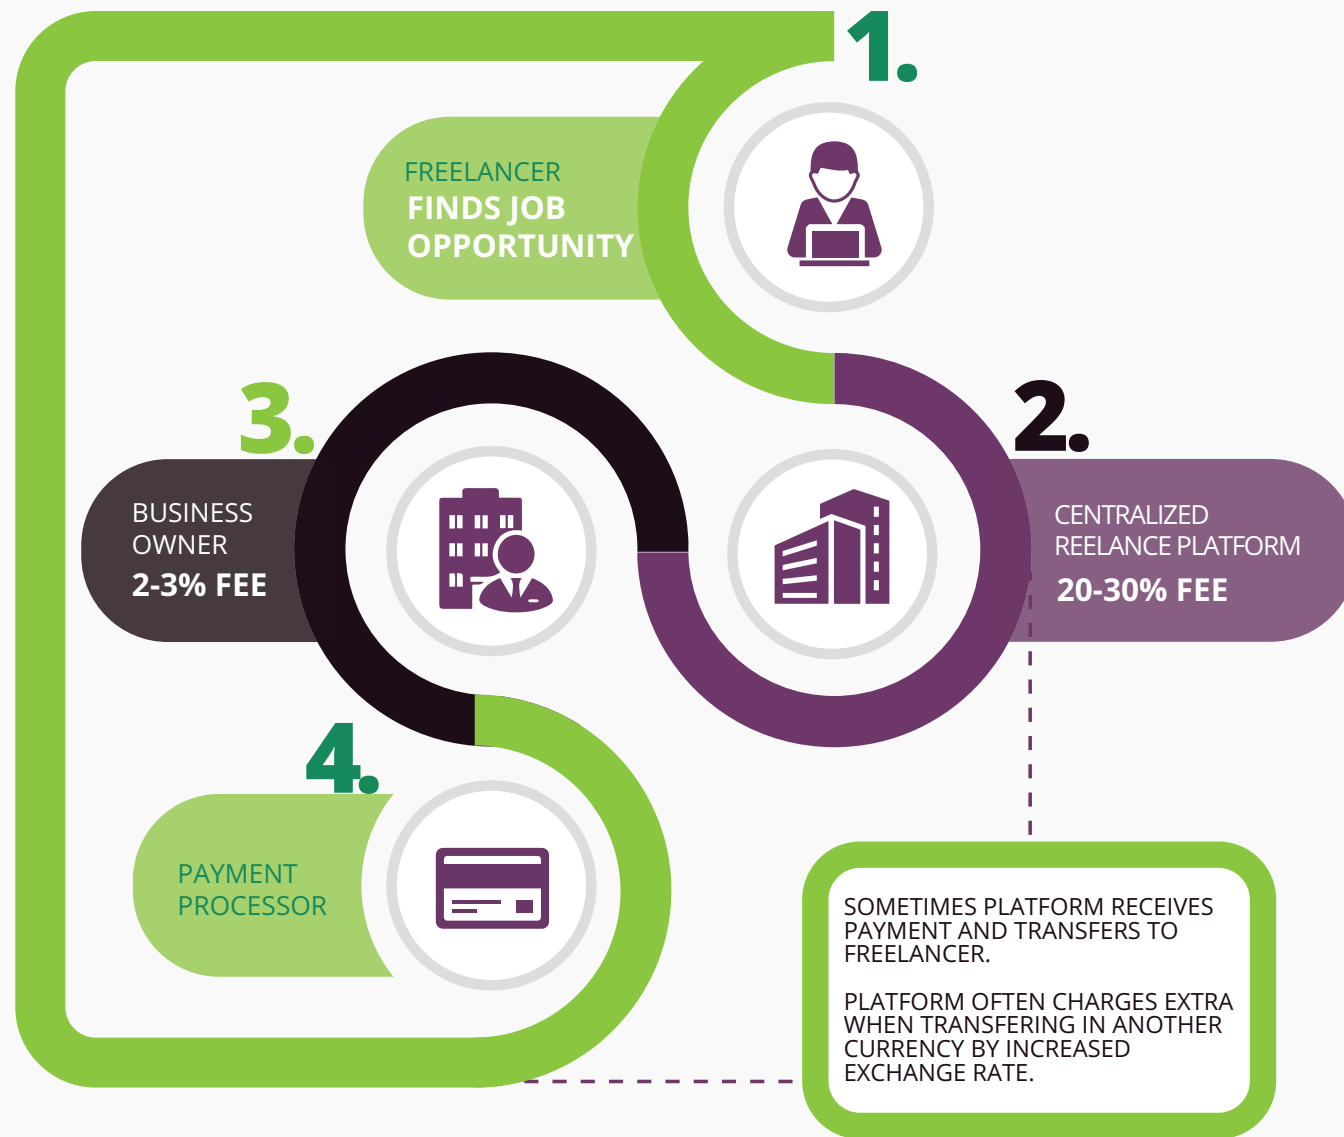 1.
FREELANCER
FINDS JOB
OPPORTUNITY
2.
CENTRALIZED
REELANCE PLATFORM
20-30% FEE
3.
BUSINESS
OWNER
2-3% FEE
4.
PAYMENT
PROCESSOR
SOMETIMES PLATFORM RECEIVES
PAYMENT AND TRANSFERS TO
FREELANCER.
PLATFORM OFTEN CHARGES EXTRA
WHEN TRANSFERING IN ANOTHER
CURRENCY BY INCREASED
EXCHANGE RATE.